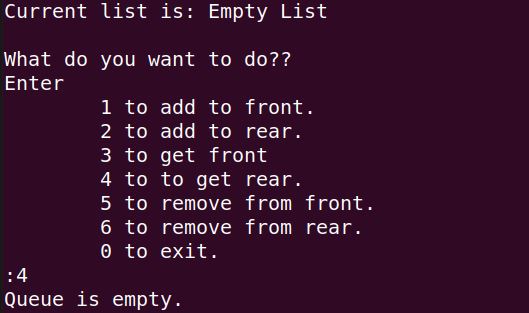 Current list is: Empty List
What do you want to do??
Enter
1 to add to front.
2 to add to rear.
3 to get front
4 to to get rear.
5 to remove from front.
6 to remove from rear.
0 to exit.
:4
Queue is empty.